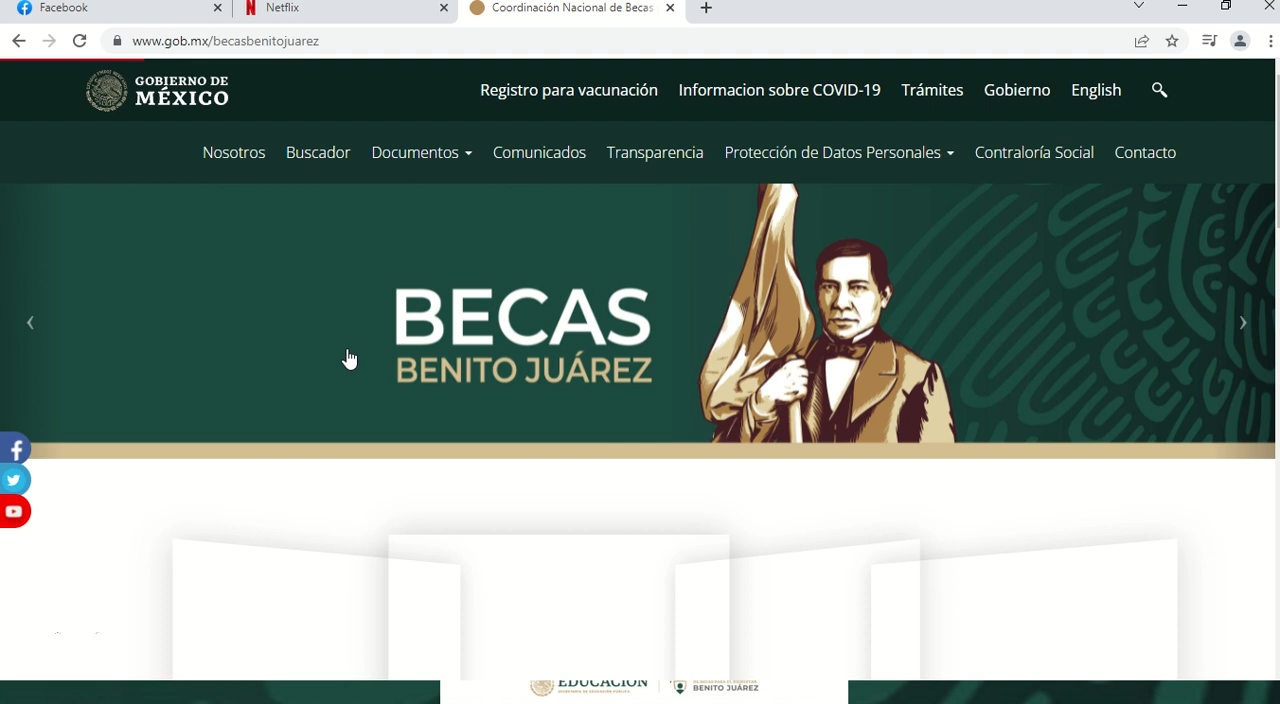 Facebook
Netflix
Coordinación Nacional de Becas
www.gob.mx/becasbenitojuarez
GOBIERNO DE
MÉXICO
Registro para vacunación
Informacion sobre COVID-19
Trámites
Gobierno
English
Nosotros
Buscador
Documentos
Comunicados
Transparencia
Protección de Datos Personales
Contraloría Social
Contacto
BECAS
BENITO JUÁREZ
EDUCACIÓN
BENITO JUÁREZ